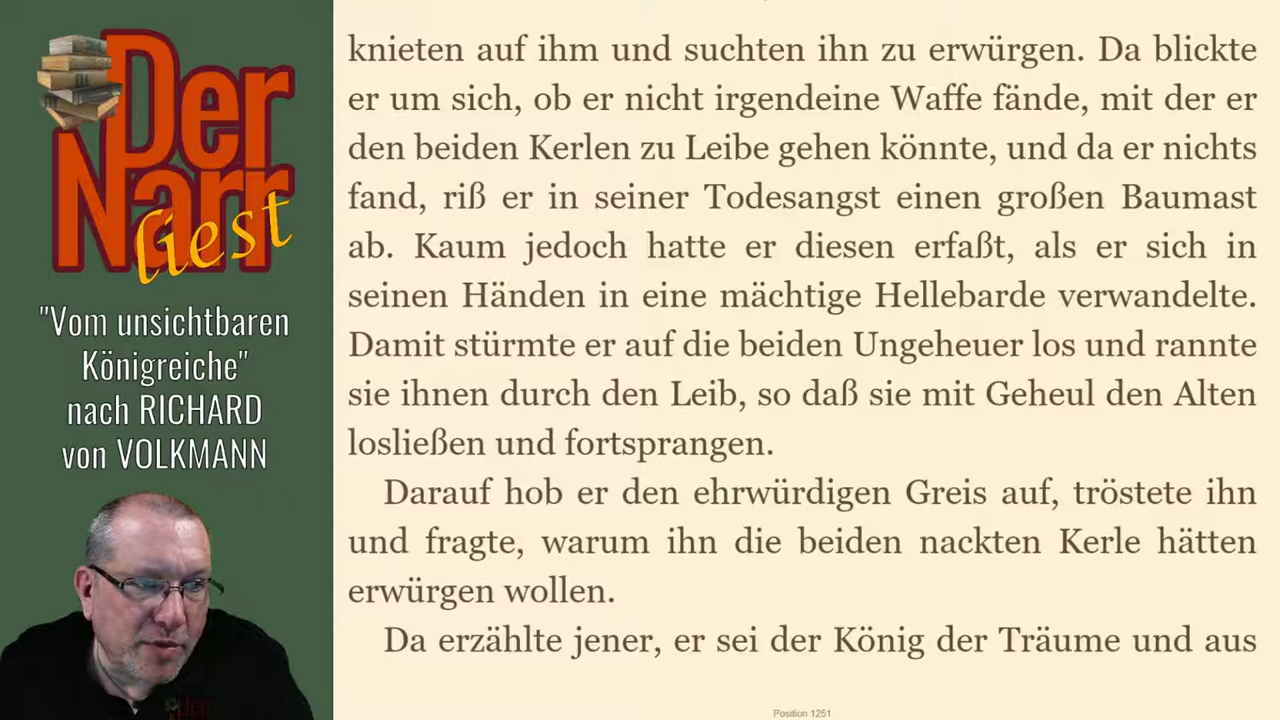 Der
Narr
liest
"Vom unsichtbaren
Königreiche"
nach RICHARD
von VOLKMANN
knieten auf ihm und suchten ihn zu erwürgen. Da blickte
er um sich, ob er nicht irgendeine Waffe fände, mit der er
den beiden Kerlen zu Leibe gehen könnte, und da er nichts
fand, riß er in seiner Todesangst einen großen Baumast
ab. Kaum jedoch hatte er diesen erfaßt, als er sich in
seinen Händen in eine mächtige Hellebarde verwandelte.
Damit stürmte er auf die beiden Ungeheuer los und rannte
sie ihnen durch den Leib, so daß sie mit Geheul den Alten
losließen und fortsprangen.
Darauf hob er den ehrwürdigen Greis auf, tröstete ihn
und fragte, warum ihn die beiden nackten Kerle hätten
erwürgen wollen.
Da erzählte jener, er sei der König der Träume und aus
Position 1251